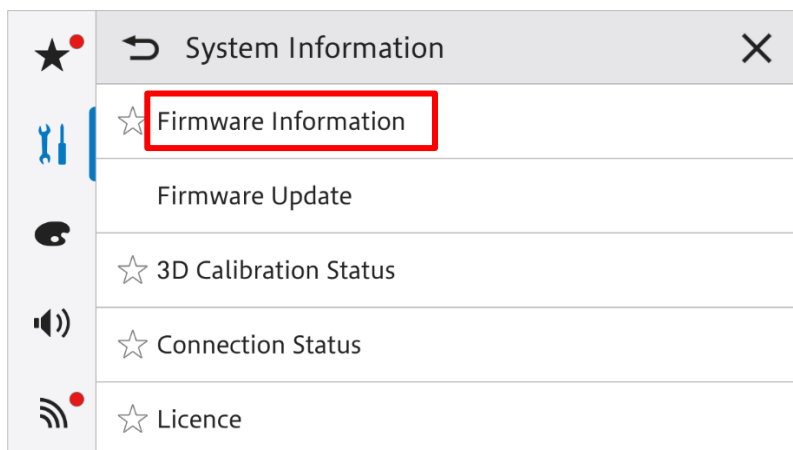 System Information
Firmware Information
Firmware Update
3D Calibration Status
Connection Status
Licence